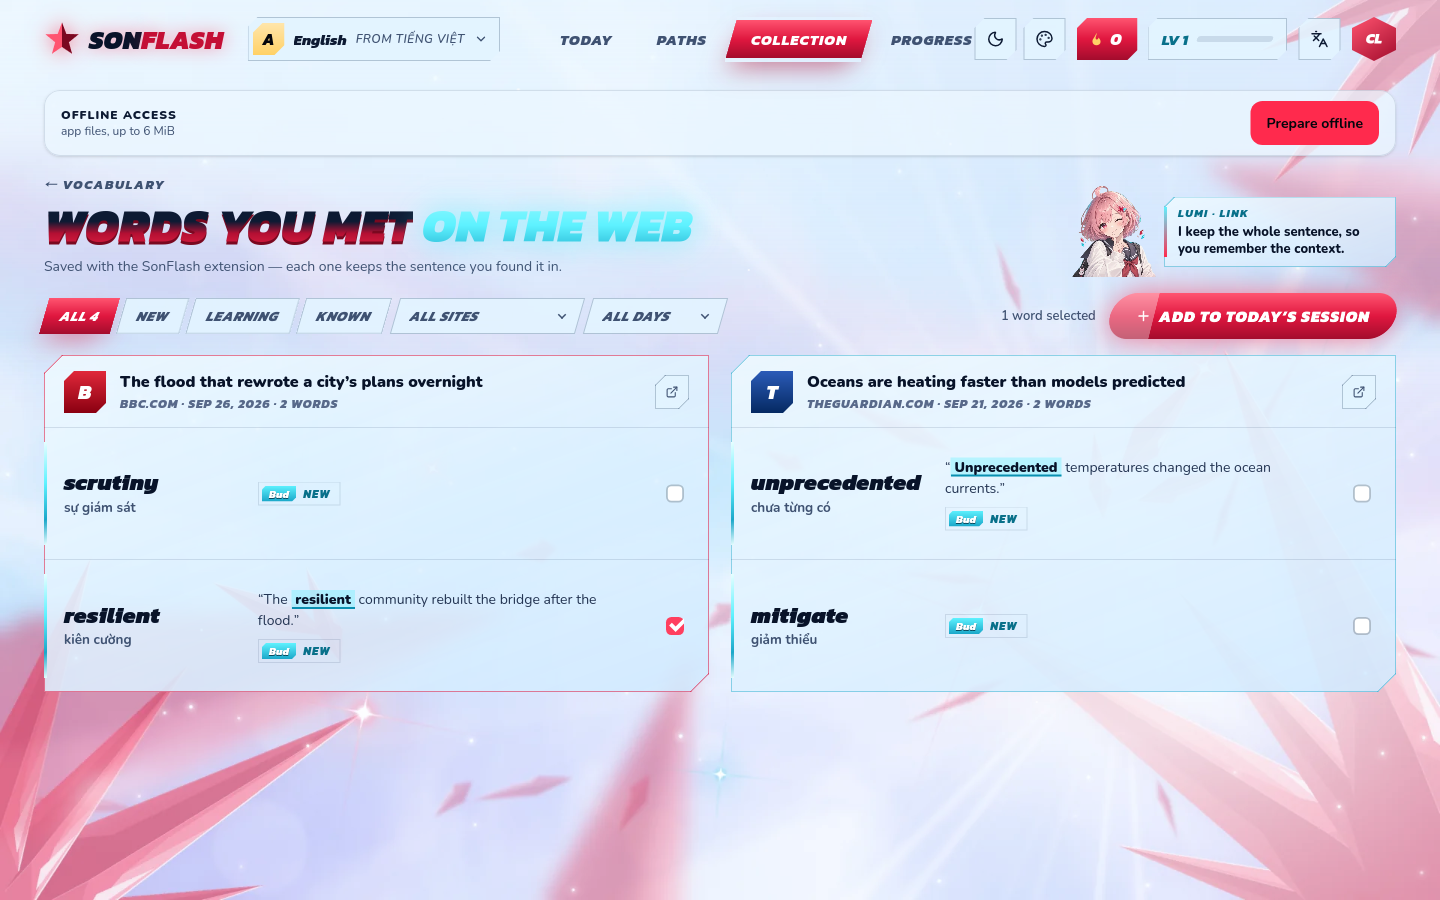 SONFLASH
A English FROM TIẾNG VIỆT
TODAY PATHS COLLECTION PROGRESS
0
LV 1
CL
OFFLINE ACCESS
app files, up to 6 MiB
Prepare offline
← VOCABULARY
WORDS YOU MET ON THE WEB
Saved with the SonFlash extension — each one keeps the sentence you found it in.
LUMI · LINK
I keep the whole sentence, so
you remember the context.
ALL 4 NEW LEARNING KNOWN ALL SITES ALL DAYS
1 word selected
+ ADD TO TODAY'S SESSION
B
The flood that rewrote a city's plans overnight
BBC.COM · SEP 26, 2026 · 2 WORDS
scrutiny
sự giám sát
Bud NEW
resilient
kiên cường
“The resilient community rebuilt the bridge after the
flood.”
Bud NEW
T
Oceans are heating faster than models predicted
THEGUARDIAN.COM · SEP 21, 2026 · 2 WORDS
unprecedented
chưa từng có
“Unprecedented temperatures changed the ocean
currents.”
Bud NEW
mitigate
giảm thiểu
Bud NEW